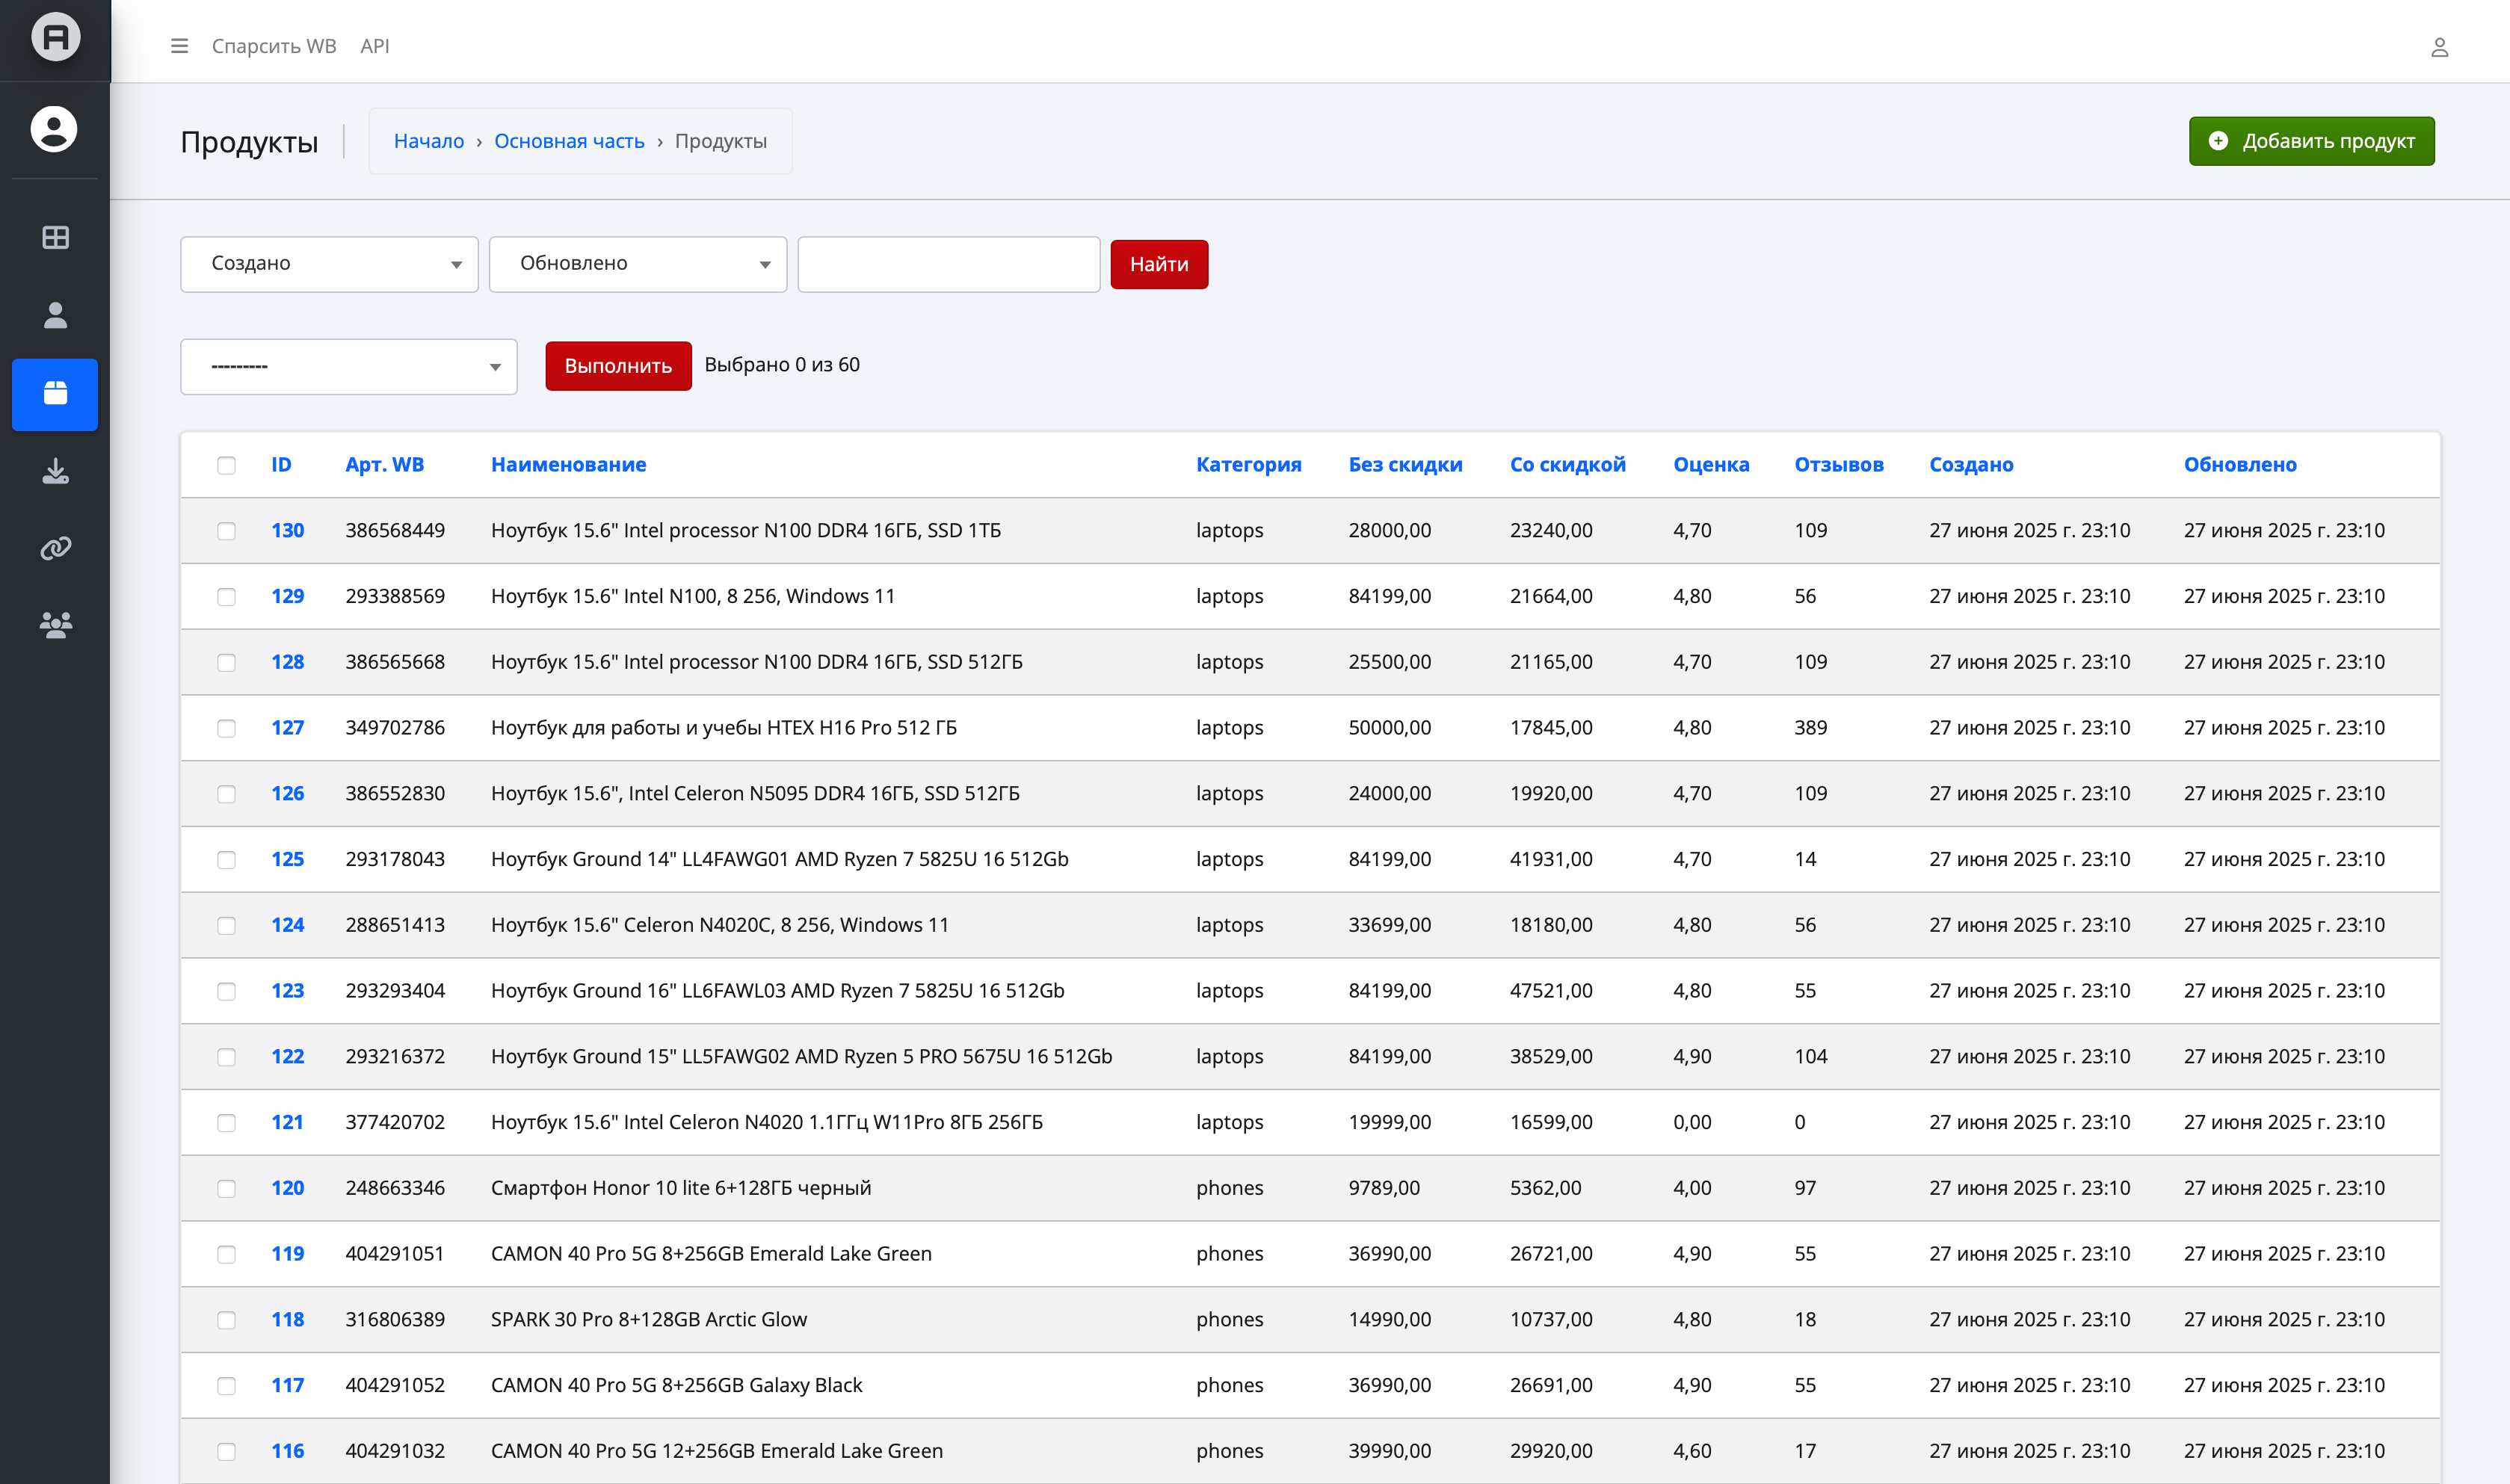 A
Спарсить WB API
Продукты Начало › Основная часть › Продукты Добавить продукт
Создано Обновлено Найти
--------- Выполнить Выбрано 0 из 60
ID Арт. WB Наименование Категория Без скидки Со скидкой Оценка Отзывов Создано Обновлено
130 386568449 Ноутбук 15.6" Intel processor N100 DDR4 16ГБ, SSD 1ТБ laptops 28000,00 23240,00 4,70 109 27 июня 2025 г. 23:10 27 июня 2025 г. 23:10
129 293388569 Ноутбук 15.6" Intel N100, 8 256, Windows 11 laptops 84199,00 21664,00 4,80 56 27 июня 2025 г. 23:10 27 июня 2025 г. 23:10
128 386565668 Ноутбук 15.6" Intel processor N100 DDR4 16ГБ, SSD 512ГБ laptops 25500,00 21165,00 4,70 109 27 июня 2025 г. 23:10 27 июня 2025 г. 23:10
127 349702786 Ноутбук для работы и учебы HTEX H16 Pro 512 ГБ laptops 50000,00 17845,00 4,80 389 27 июня 2025 г. 23:10 27 июня 2025 г. 23:10
126 386552830 Ноутбук 15.6", Intel Celeron N5095 DDR4 16ГБ, SSD 512ГБ laptops 24000,00 19920,00 4,70 109 27 июня 2025 г. 23:10 27 июня 2025 г. 23:10
125 293178043 Ноутбук Ground 14" LL4FAWG01 AMD Ryzen 7 5825U 16 512Gb laptops 84199,00 41931,00 4,70 14 27 июня 2025 г. 23:10 27 июня 2025 г. 23:10
124 288651413 Ноутбук 15.6" Celeron N4020C, 8 256, Windows 11 laptops 33699,00 18180,00 4,80 56 27 июня 2025 г. 23:10 27 июня 2025 г. 23:10
123 293293404 Ноутбук Ground 16" LL6FAWL03 AMD Ryzen 7 5825U 16 512Gb laptops 84199,00 47521,00 4,80 55 27 июня 2025 г. 23:10 27 июня 2025 г. 23:10
122 293216372 Ноутбук Ground 15" LL5FAWG02 AMD Ryzen 5 PRO 5675U 16 512Gb laptops 84199,00 38529,00 4,90 104 27 июня 2025 г. 23:10 27 июня 2025 г. 23:10
121 377420702 Ноутбук 15.6" Intel Celeron N4020 1.1ГГц W11Pro 8ГБ 256ГБ laptops 19999,00 16599,00 0,00 0 27 июня 2025 г. 23:10 27 июня 2025 г. 23:10
120 248663346 Смартфон Honor 10 lite 6+128ГБ черный phones 9789,00 5362,00 4,00 97 27 июня 2025 г. 23:10 27 июня 2025 г. 23:10
119 404291051 CAMON 40 Pro 5G 8+256GB Emerald Lake Green phones 36990,00 26721,00 4,90 55 27 июня 2025 г. 23:10 27 июня 2025 г. 23:10
118 316806389 SPARK 30 Pro 8+128GB Arctic Glow phones 14990,00 10737,00 4,80 18 27 июня 2025 г. 23:10 27 июня 2025 г. 23:10
117 404291052 CAMON 40 Pro 5G 8+256GB Galaxy Black phones 36990,00 26691,00 4,90 55 27 июня 2025 г. 23:10 27 июня 2025 г. 23:10
116 404291032 CAMON 40 Pro 5G 12+256GB Emerald Lake Green phones 39990,00 29920,00 4,60 17 27 июня 2025 г. 23:10 27 июня 2025 г. 23:10